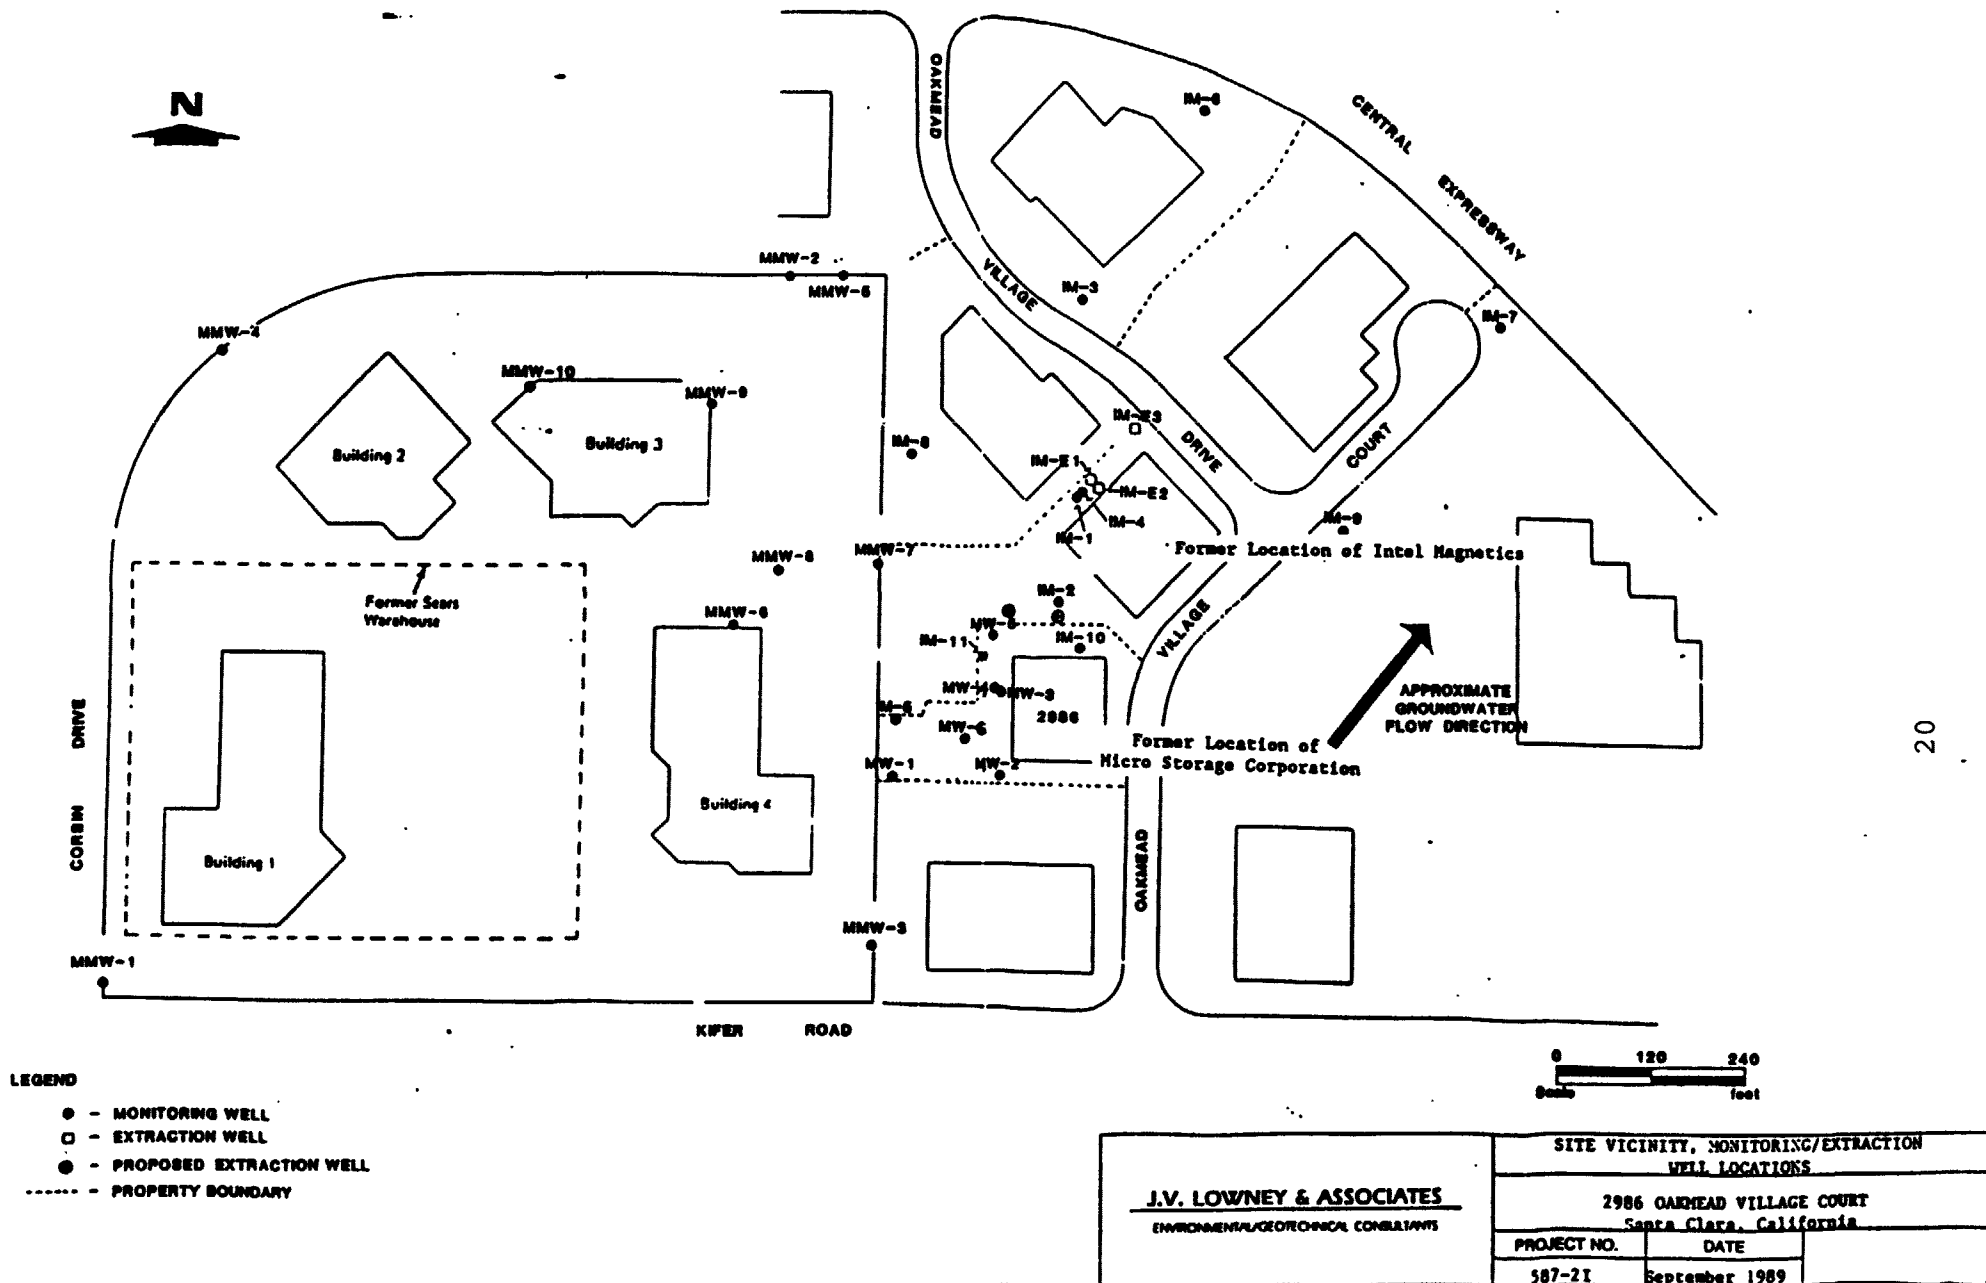 N
OAKMEAD
VILLAGE
DRIVE
CENTRAL
EXPRESSWAY
COURT
IM-6
IM-3
IM-7
MMW-2
MMW-5
MMW-4
MMW-10
MMW-9
Building 2
Building 3
IM-8
IM-E3
IM-E1
IM-E2
IM-4
IM-1
IM-9
Former Location of Intel Magnetics
MMW-8
MMW-7
Former Sears
Warehouse
MMW-6
IM-2
IM-11
IM-10
VILLAGE
MW-3
2986
MW-1
MW-2
APPROXIMATE
GROUNDWATER
FLOW DIRECTION
Former Location of
Micro Storage Corporation
20
CORBIN DRIVE
Building 4
Building 1
OAKMEAD
MMW-3
MMW-1
KIFER ROAD
0 120 240
Scale feet
LEGEND
- MONITORING WELL
- EXTRACTION WELL
- PROPOSED EXTRACTION WELL
- PROPERTY BOUNDARY
J.V. LOWNEY & ASSOCIATES
ENVIRONMENTAL/GEOTECHNICAL CONSULTANTS
SITE VICINITY, MONITORING/EXTRACTION
WELL LOCATIONS
2986 OAKMEAD VILLAGE COURT
Santa Clara, California
PROJECT NO. DATE
587-2I September 1989